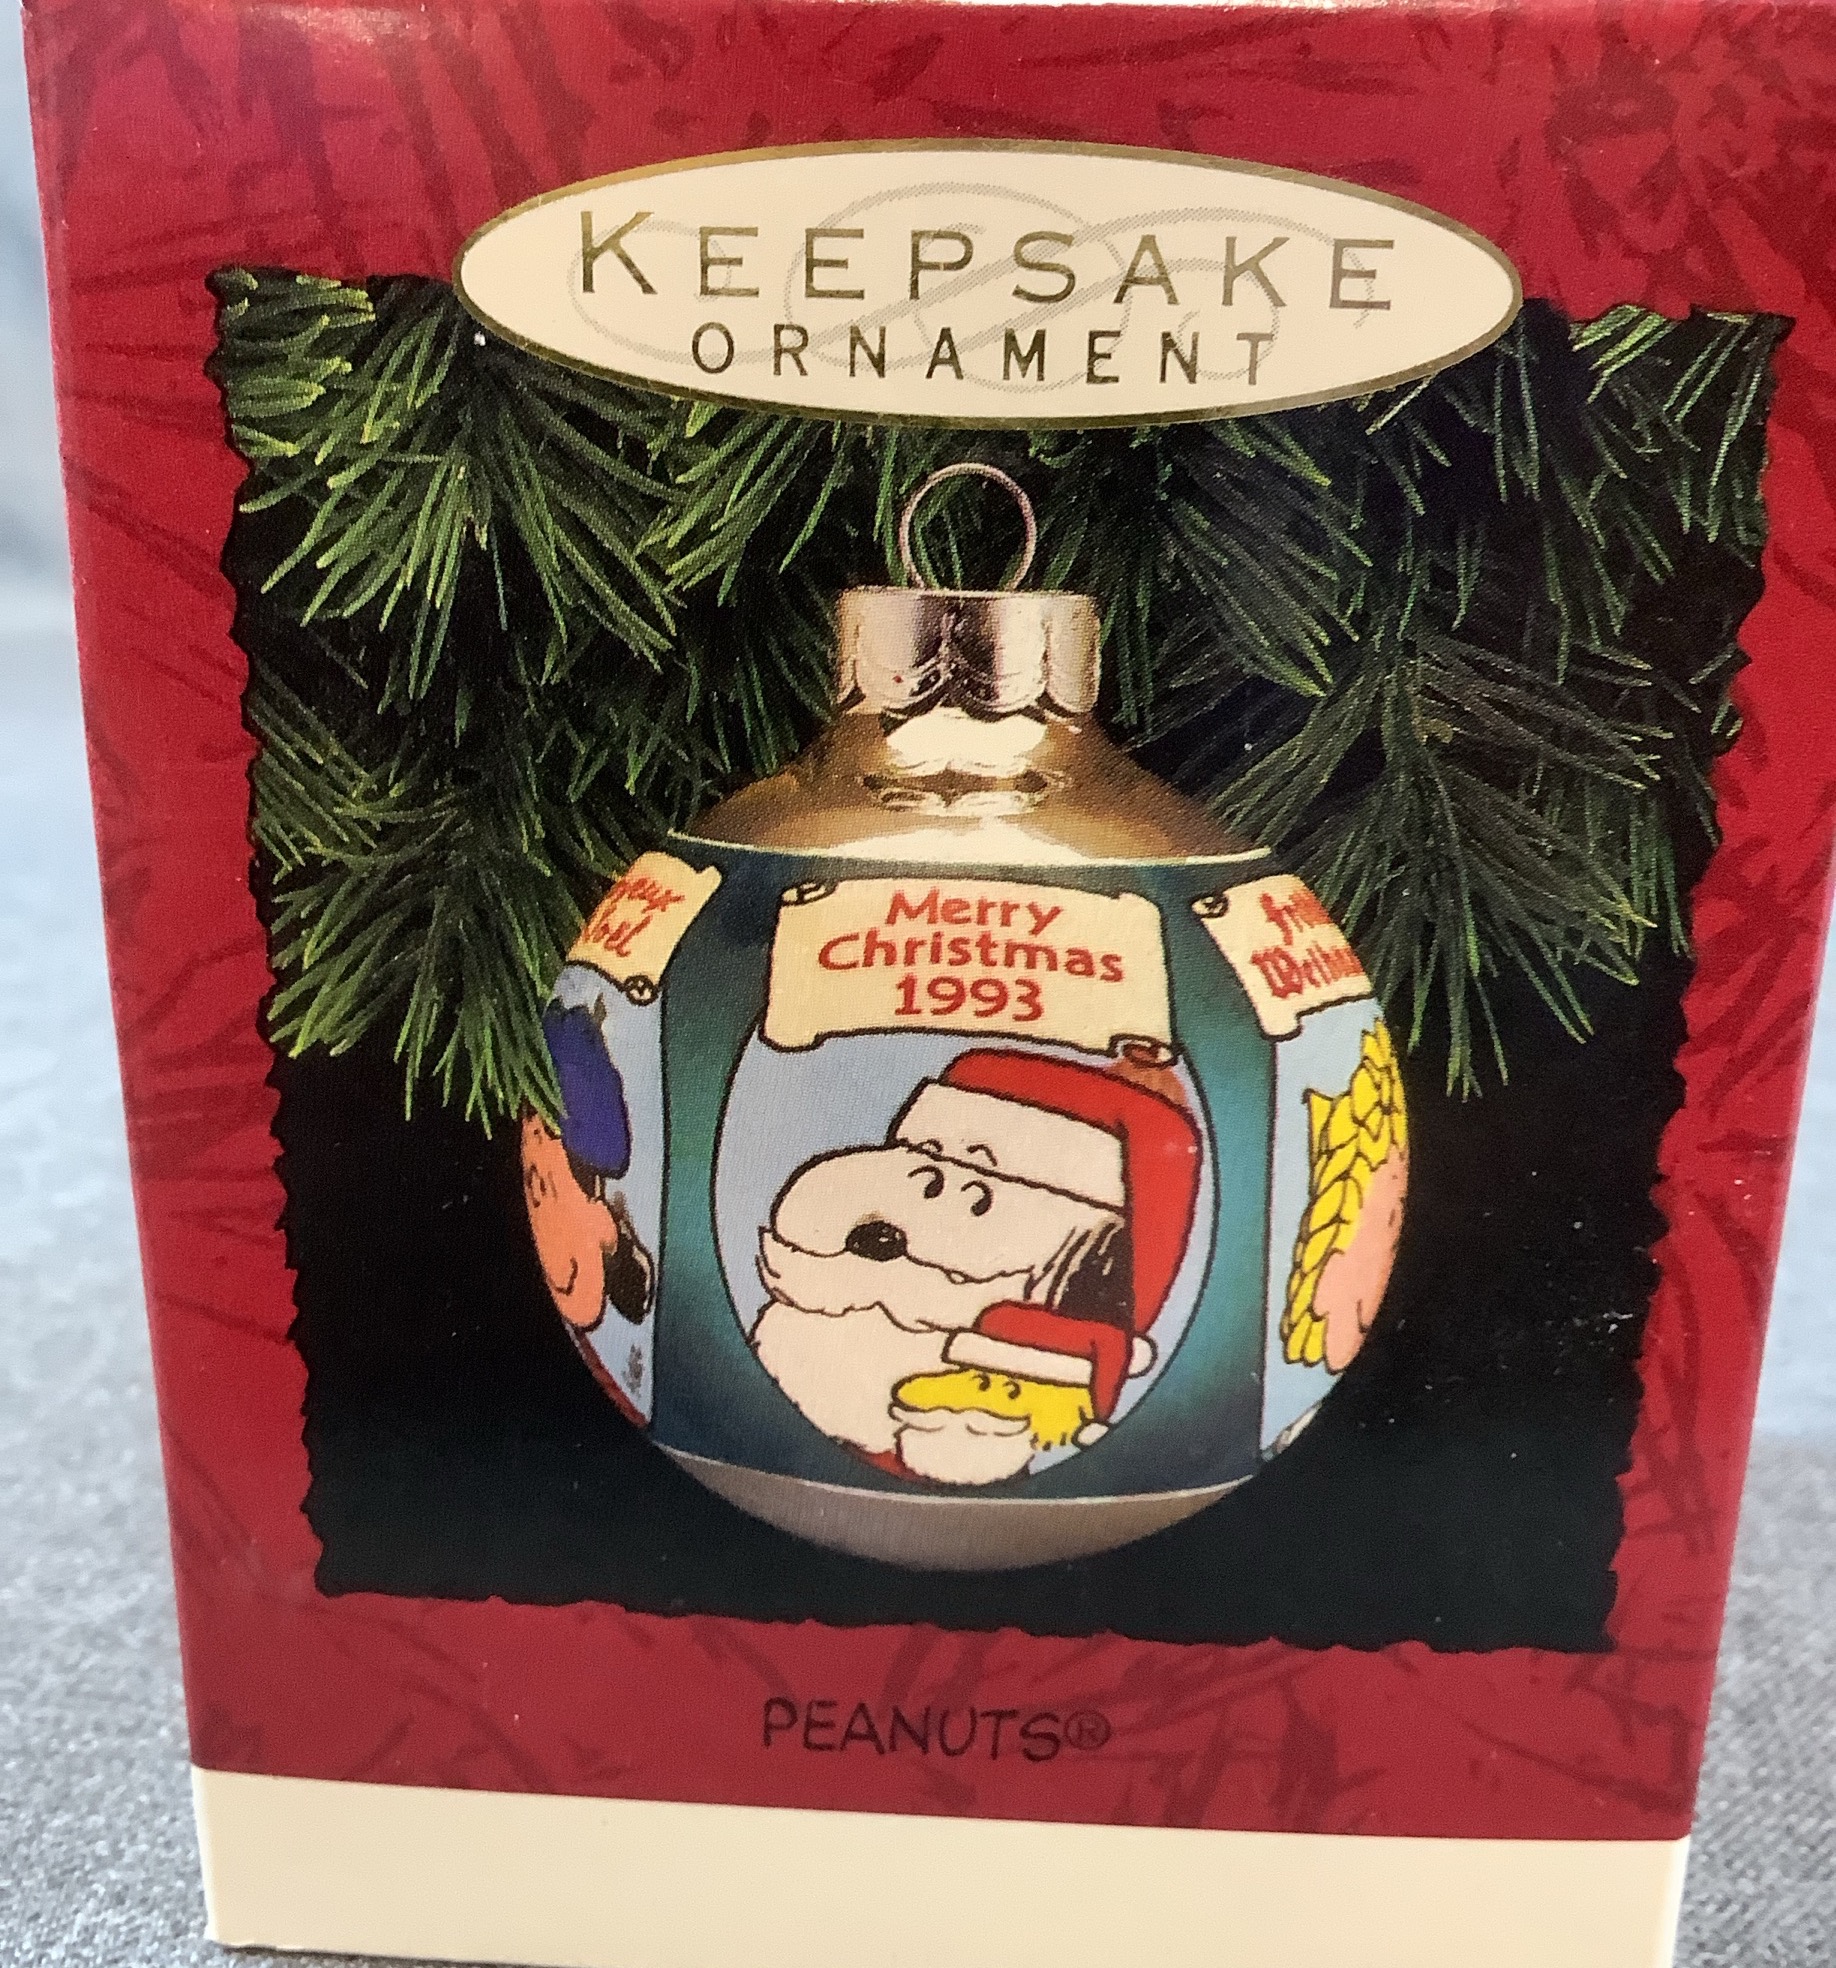 KEEPSAKE
ORNAMENT
Merry
Christmas
1993
PEANUTS®